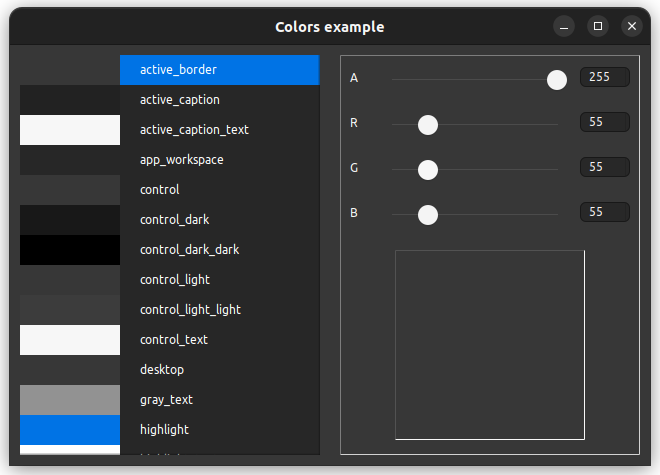 Colors example
active_border
active_caption
active_caption_text
app_workspace
control
control_dark
control_dark_dark
control_light
control_light_light
control_text
desktop
gray_text
highlight
A 255
R 55
G 55
B 55